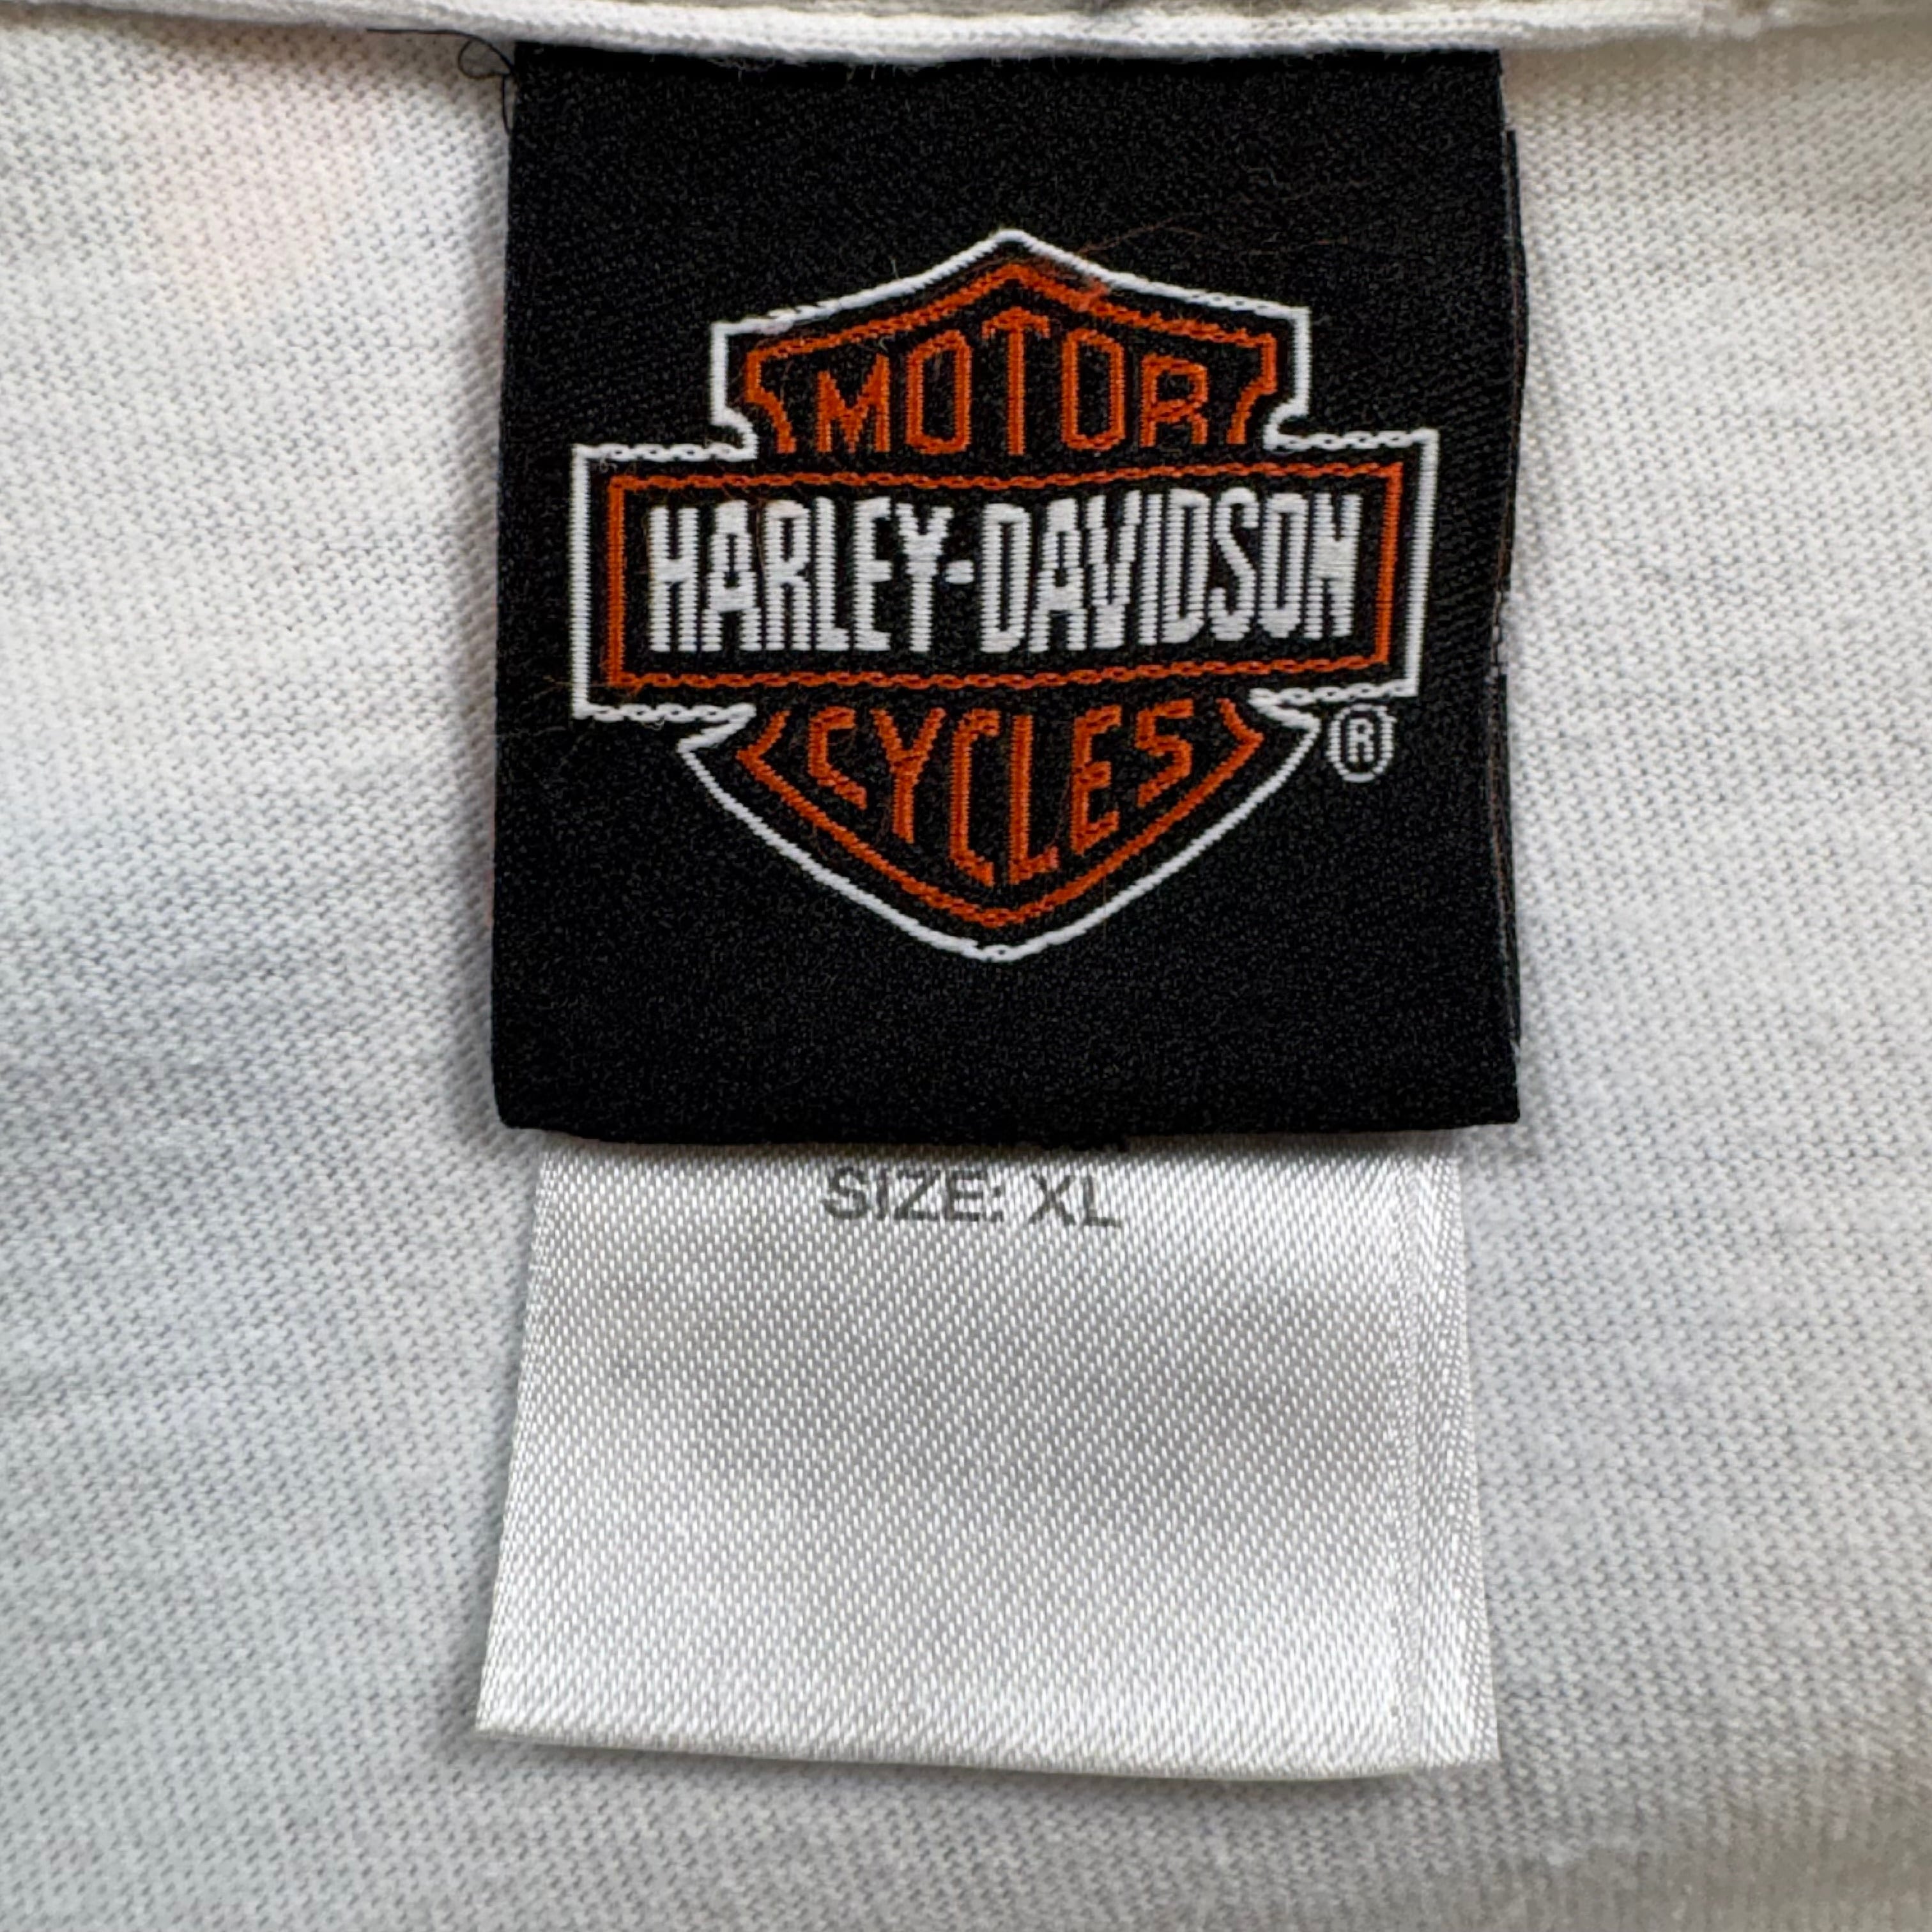 MOTOR
HARLEY-DAVIDSON
CYCLES
®
SIZE: XL